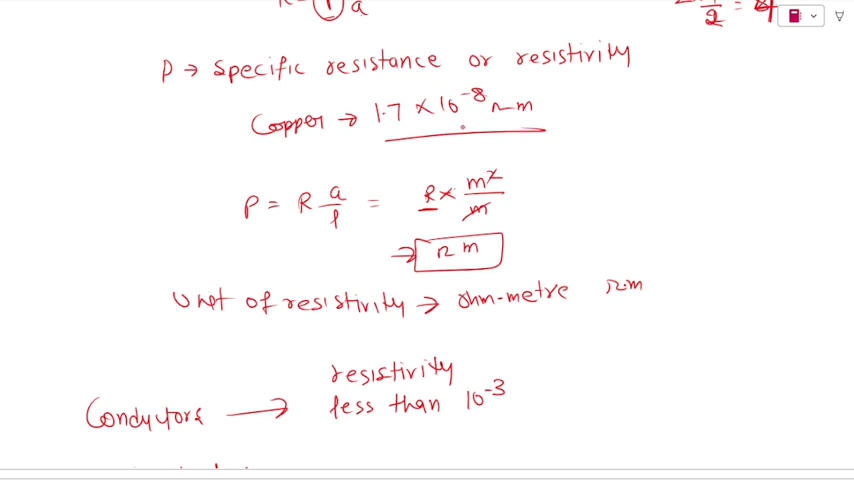 ρ → specific resistance or resistivity
Copper → 1.7 × 10⁻⁸ Ωm
ρ = R a/l = R × m²/m
→ Ωm
Unit of resistivity → ohm-metre Ω.m
resistivity
Conductors → less than 10⁻³